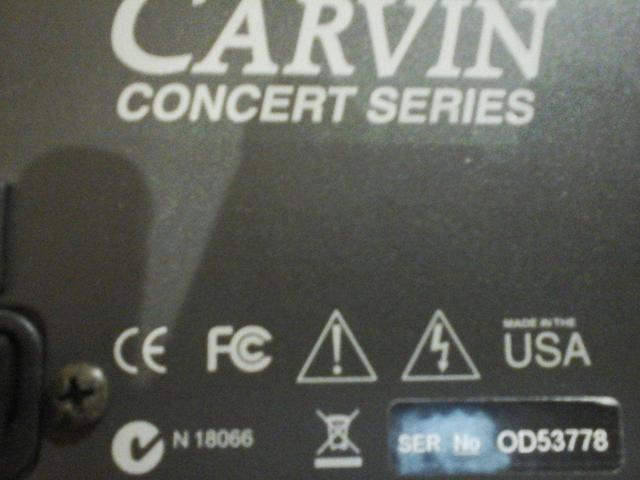 CARVIN
CONCERT SERIES
CE FC MADE IN THE
USA
N 18066
SER No OD53778